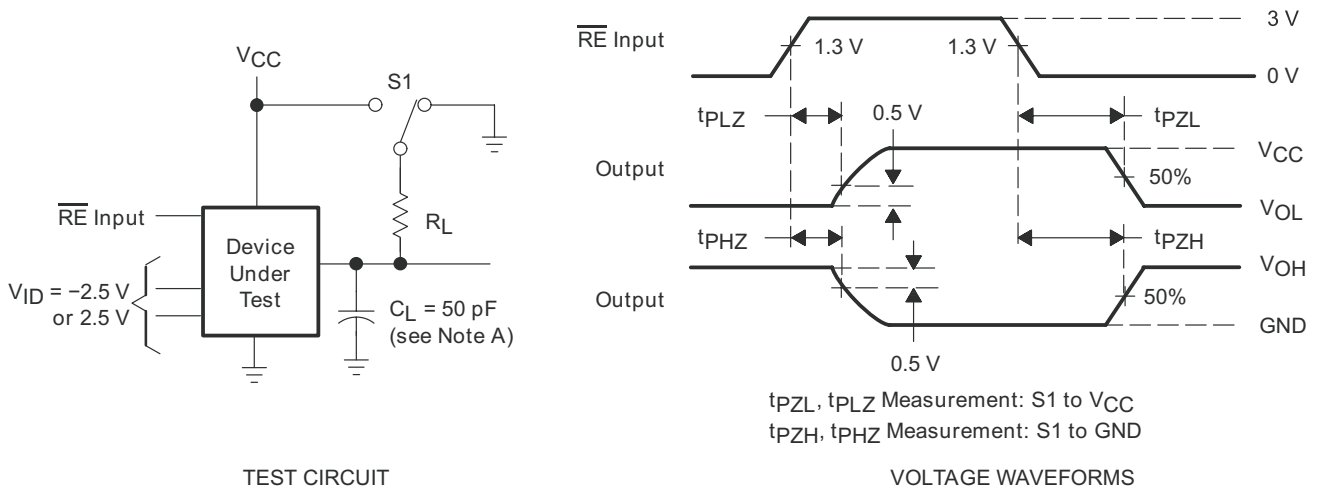 VCC
S1
RE Input
RL
Device
Under
Test
VID = −2.5 V
or 2.5 V
CL = 50 pF
(see Note A)
TEST CIRCUIT
RE Input
1.3 V
1.3 V
3 V
0 V
tPLZ
0.5 V
tPZL
Output
VCC
50%
VOL
tPHZ
tPZH
Output
VOH
50%
GND
0.5 V
tPZL, tPLZ Measurement: S1 to VCC
tPZH, tPHZ Measurement: S1 to GND
VOLTAGE WAVEFORMS